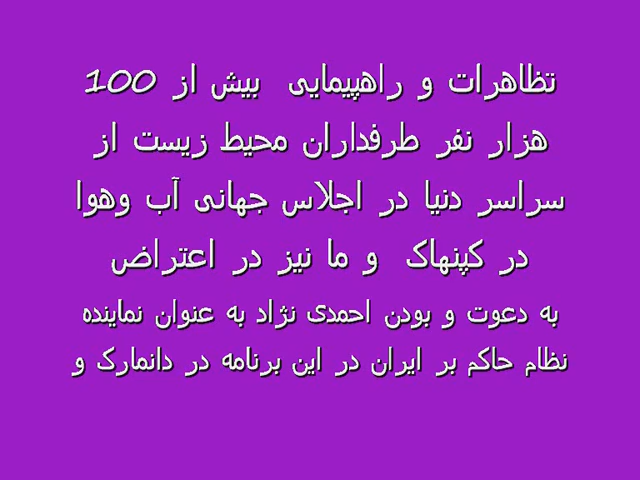 تظاهرات و راهپیمایی بیش از 100
هزار نفر طرفداران محیط زیست از
سراسر دنیا در اجلاس جهانی آب وهوا
در کپنهاک و ما نیز در اعتراض
به دعوت و بودن احمدی نژاد به عنوان نماینده
نظام حاکم بر ایران در این برنامه در دانمارک و